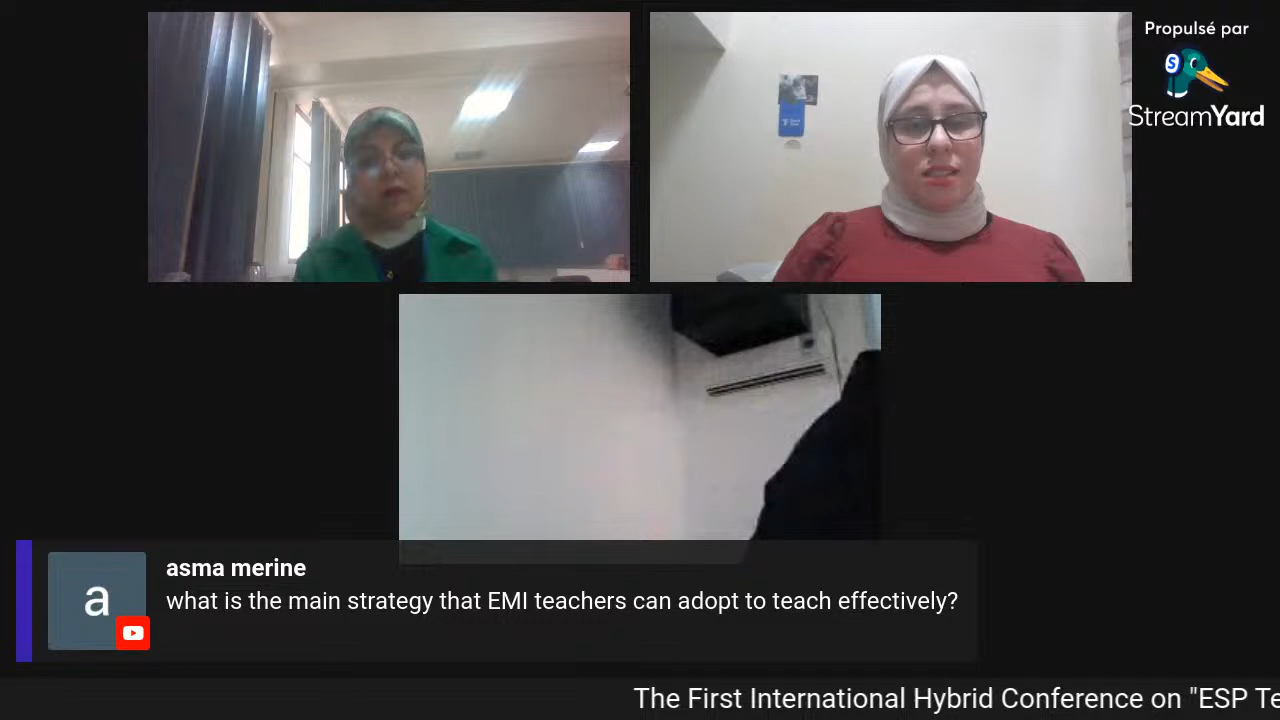 Propulsé par
S
StreamYard
a
asma merine
what is the main strategy that EMI teachers can adopt to teach effectively?
The First International Hybrid Conference on "ESP Te